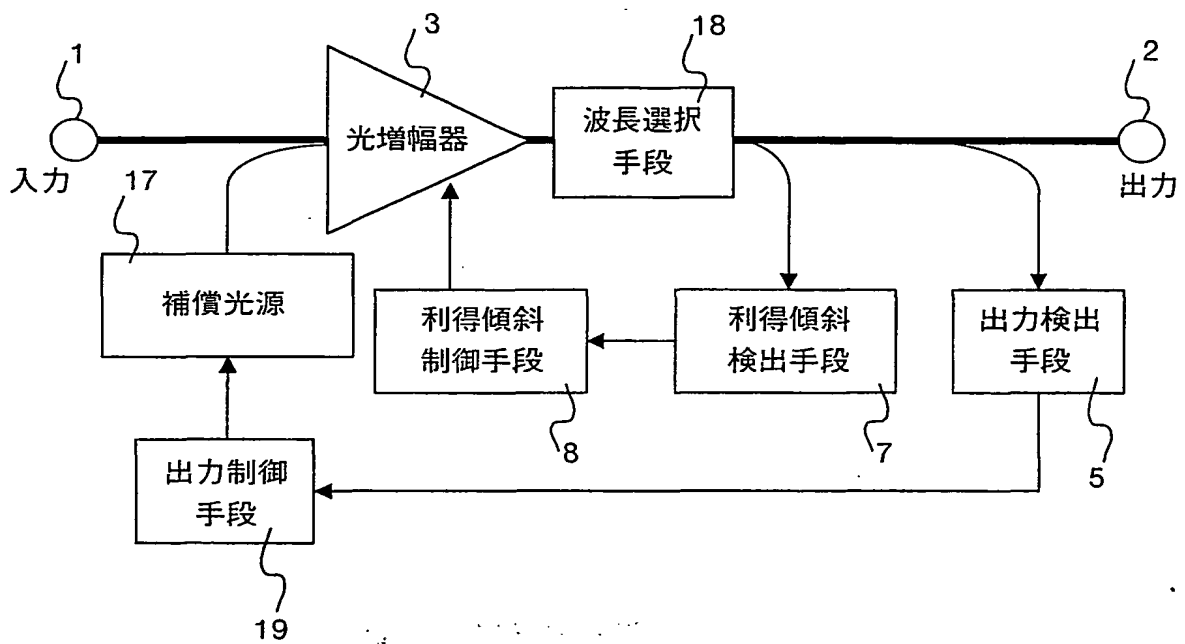 1
3
18
2
光増幅器
波長選択
手段
入力
出力
17
補償光源
利得傾斜
制御手段
利得傾斜
検出手段
出力検出
手段
8
7
5
出力制御
手段
19